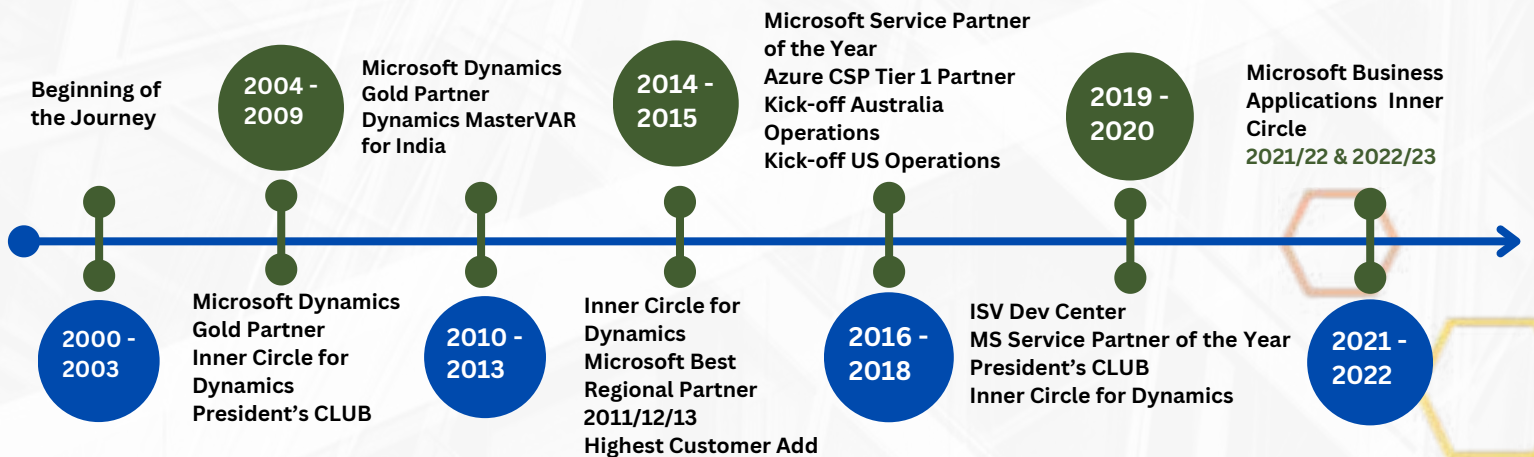 Beginning of
the Journey
2000 -
2003
2004 -
2009
Microsoft Dynamics
Gold Partner
Inner Circle for
Dynamics
President’s CLUB
Microsoft Dynamics
Gold Partner
Dynamics MasterVAR
for India
2010 -
2013
2014 -
2015
Inner Circle for
Dynamics
Microsoft Best
Regional Partner
2011/12/13
Highest Customer Add
Microsoft Service Partner
of the Year
Azure CSP Tier 1 Partner
Kick-off Australia
Operations
Kick-off US Operations
2016 -
2018
2019 -
2020
ISV Dev Center
MS Service Partner of the Year
President’s CLUB
Inner Circle for Dynamics
Microsoft Business
Applications Inner
Circle
2021/22 & 2022/23
2021 -
2022